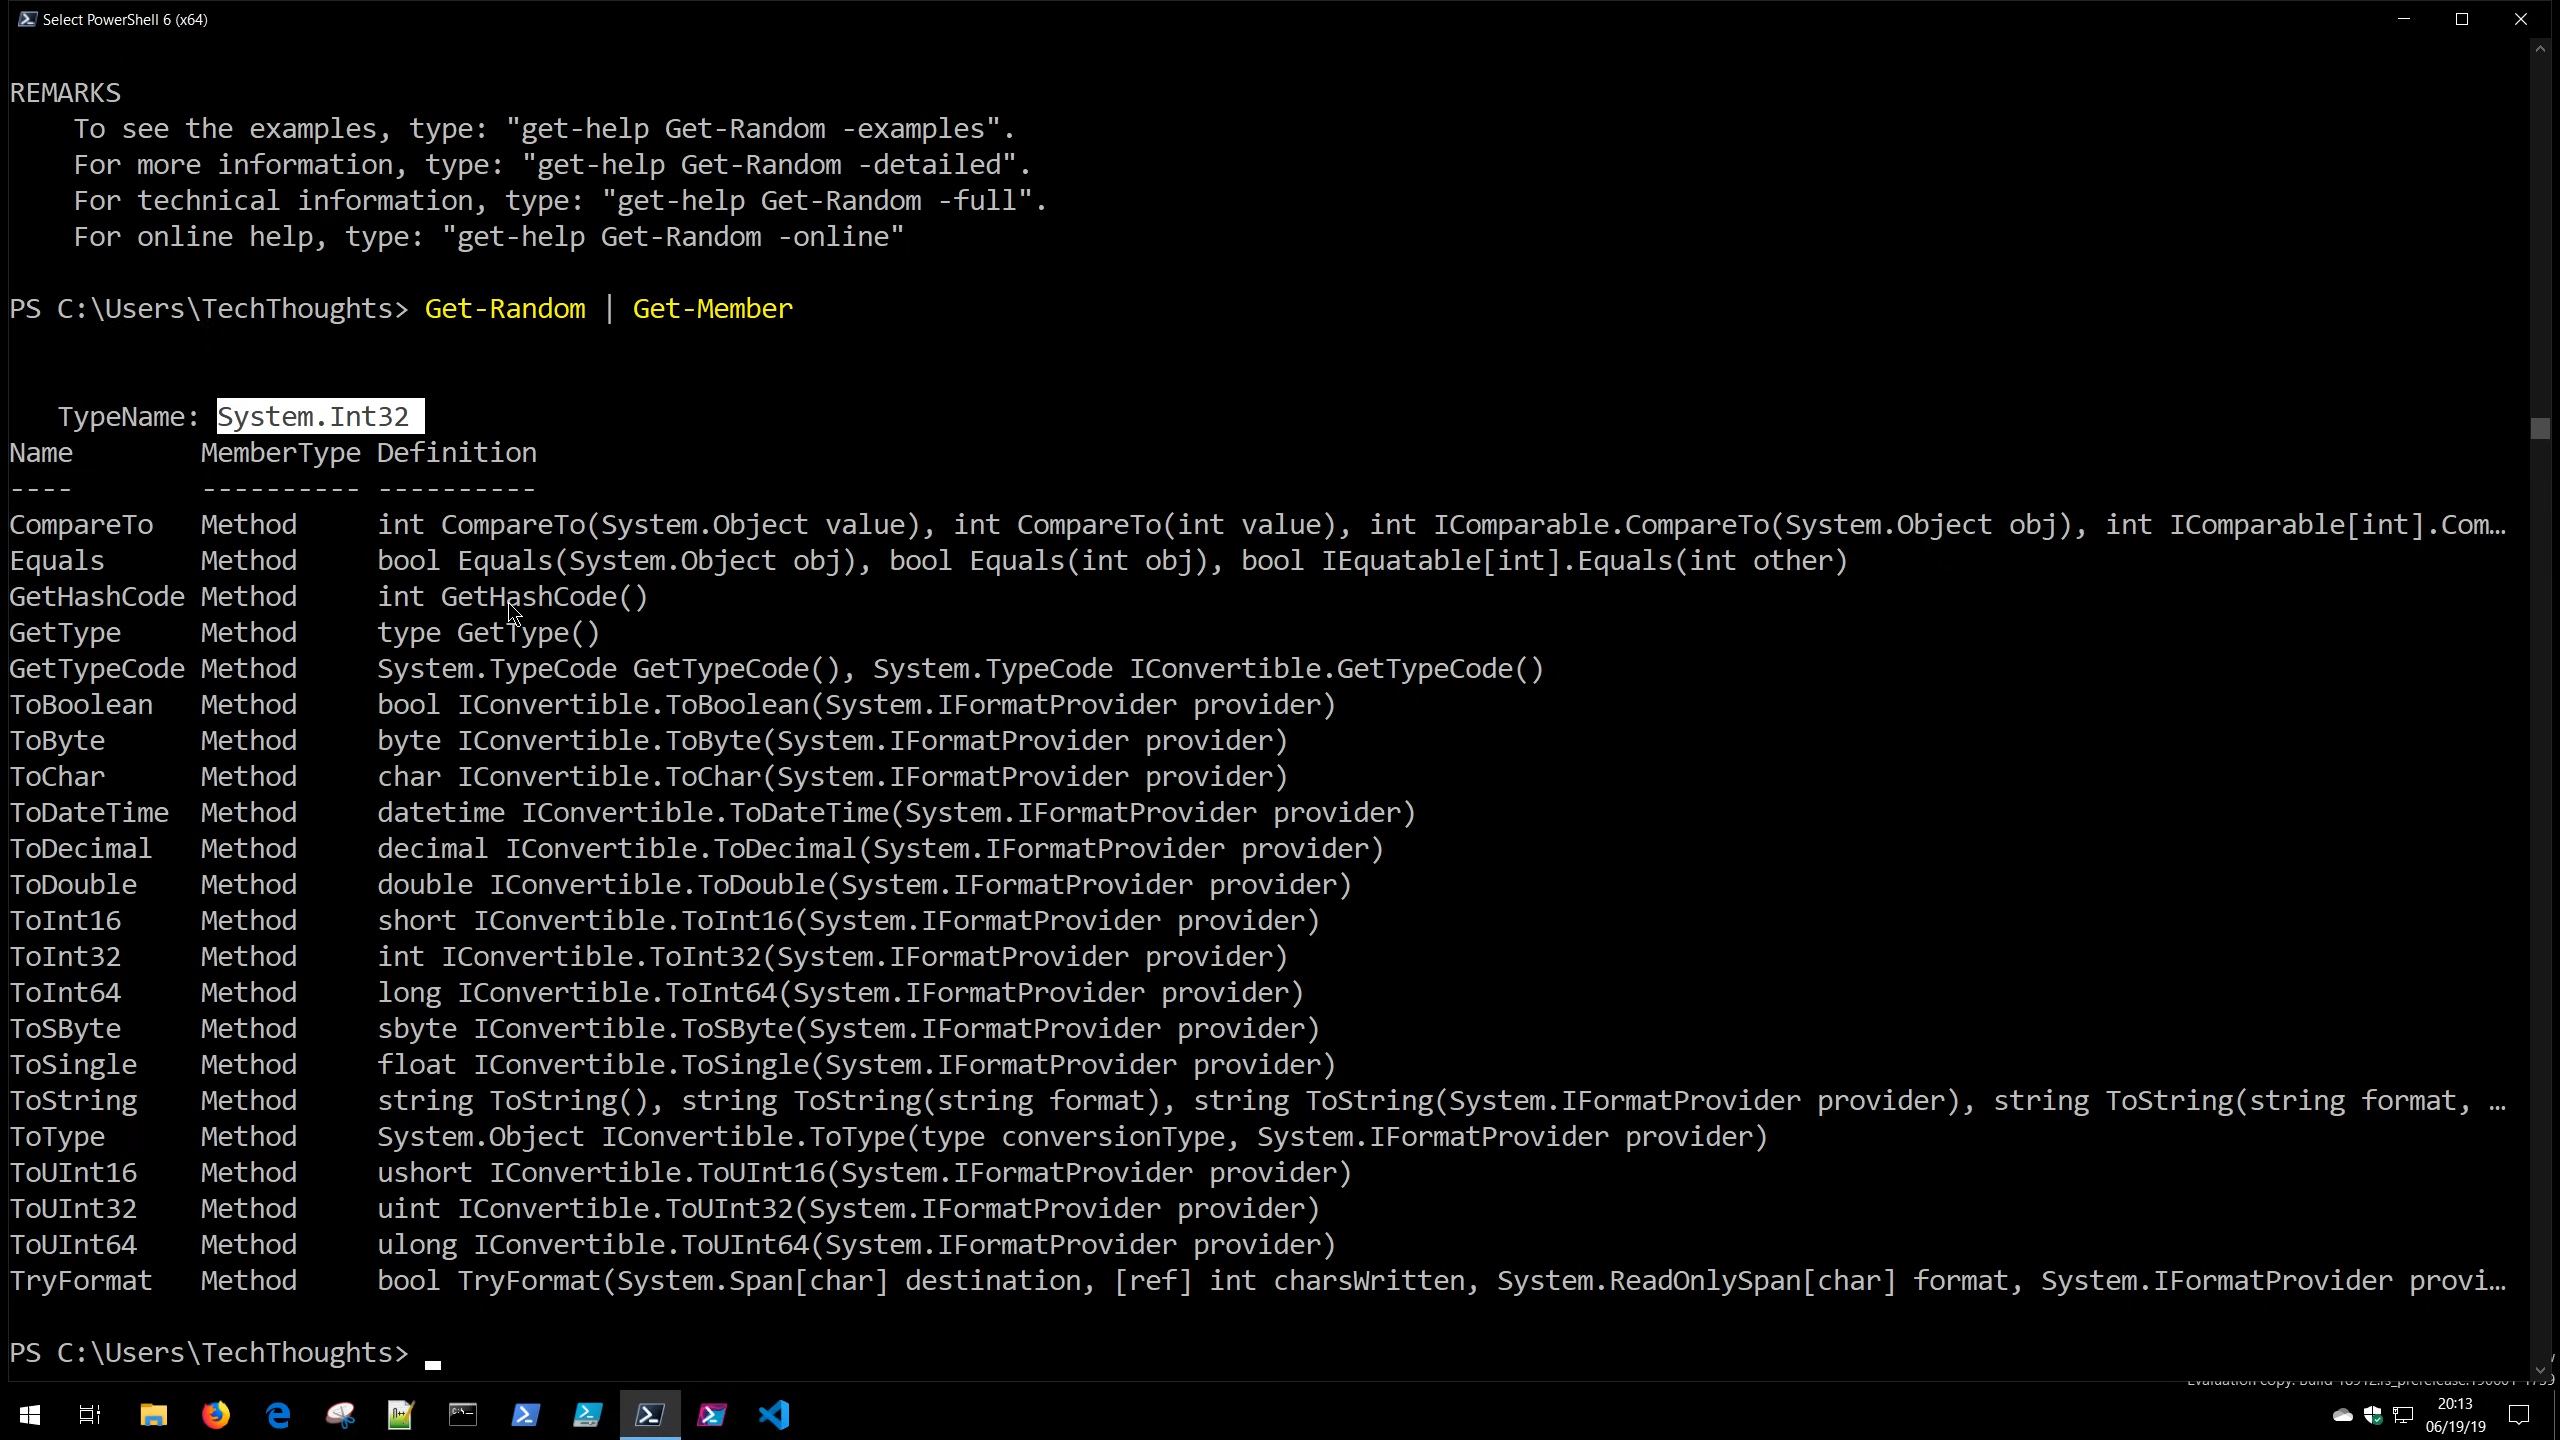 Select PowerShell 6 (x64)
REMARKS
    To see the examples, type: "get-help Get-Random -examples".
    For more information, type: "get-help Get-Random -detailed".
    For technical information, type: "get-help Get-Random -full".
    For online help, type: "get-help Get-Random -online"
PS C:\Users\TechThoughts> Get-Random | Get-Member
   TypeName: System.Int32
Name        MemberType Definition
----        ---------- ----------
CompareTo   Method     int CompareTo(System.Object value), int CompareTo(int value), int IComparable.CompareTo(System.Object obj), int IComparable[int].Com…
Equals      Method     bool Equals(System.Object obj), bool Equals(int obj), bool IEquatable[int].Equals(int other)
GetHashCode Method     int GetHashCode()
GetType     Method     type GetType()
GetTypeCode Method     System.TypeCode GetTypeCode(), System.TypeCode IConvertible.GetTypeCode()
ToBoolean   Method     bool IConvertible.ToBoolean(System.IFormatProvider provider)
ToByte      Method     byte IConvertible.ToByte(System.IFormatProvider provider)
ToChar      Method     char IConvertible.ToChar(System.IFormatProvider provider)
ToDateTime  Method     datetime IConvertible.ToDateTime(System.IFormatProvider provider)
ToDecimal   Method     decimal IConvertible.ToDecimal(System.IFormatProvider provider)
ToDouble    Method     double IConvertible.ToDouble(System.IFormatProvider provider)
ToInt16     Method     short IConvertible.ToInt16(System.IFormatProvider provider)
ToInt32     Method     int IConvertible.ToInt32(System.IFormatProvider provider)
ToInt64     Method     long IConvertible.ToInt64(System.IFormatProvider provider)
ToSByte     Method     sbyte IConvertible.ToSByte(System.IFormatProvider provider)
ToSingle    Method     float IConvertible.ToSingle(System.IFormatProvider provider)
ToString    Method     string ToString(), string ToString(string format), string ToString(System.IFormatProvider provider), string ToString(string format, …
ToType      Method     System.Object IConvertible.ToType(type conversionType, System.IFormatProvider provider)
ToUInt16    Method     ushort IConvertible.ToUInt16(System.IFormatProvider provider)
ToUInt32    Method     uint IConvertible.ToUInt32(System.IFormatProvider provider)
ToUInt64    Method     ulong IConvertible.ToUInt64(System.IFormatProvider provider)
TryFormat   Method     bool TryFormat(System.Span[char] destination, [ref] int charsWritten, System.ReadOnlySpan[char] format, System.IFormatProvider provi…
PS C:\Users\TechThoughts>
20:13
06/19/19